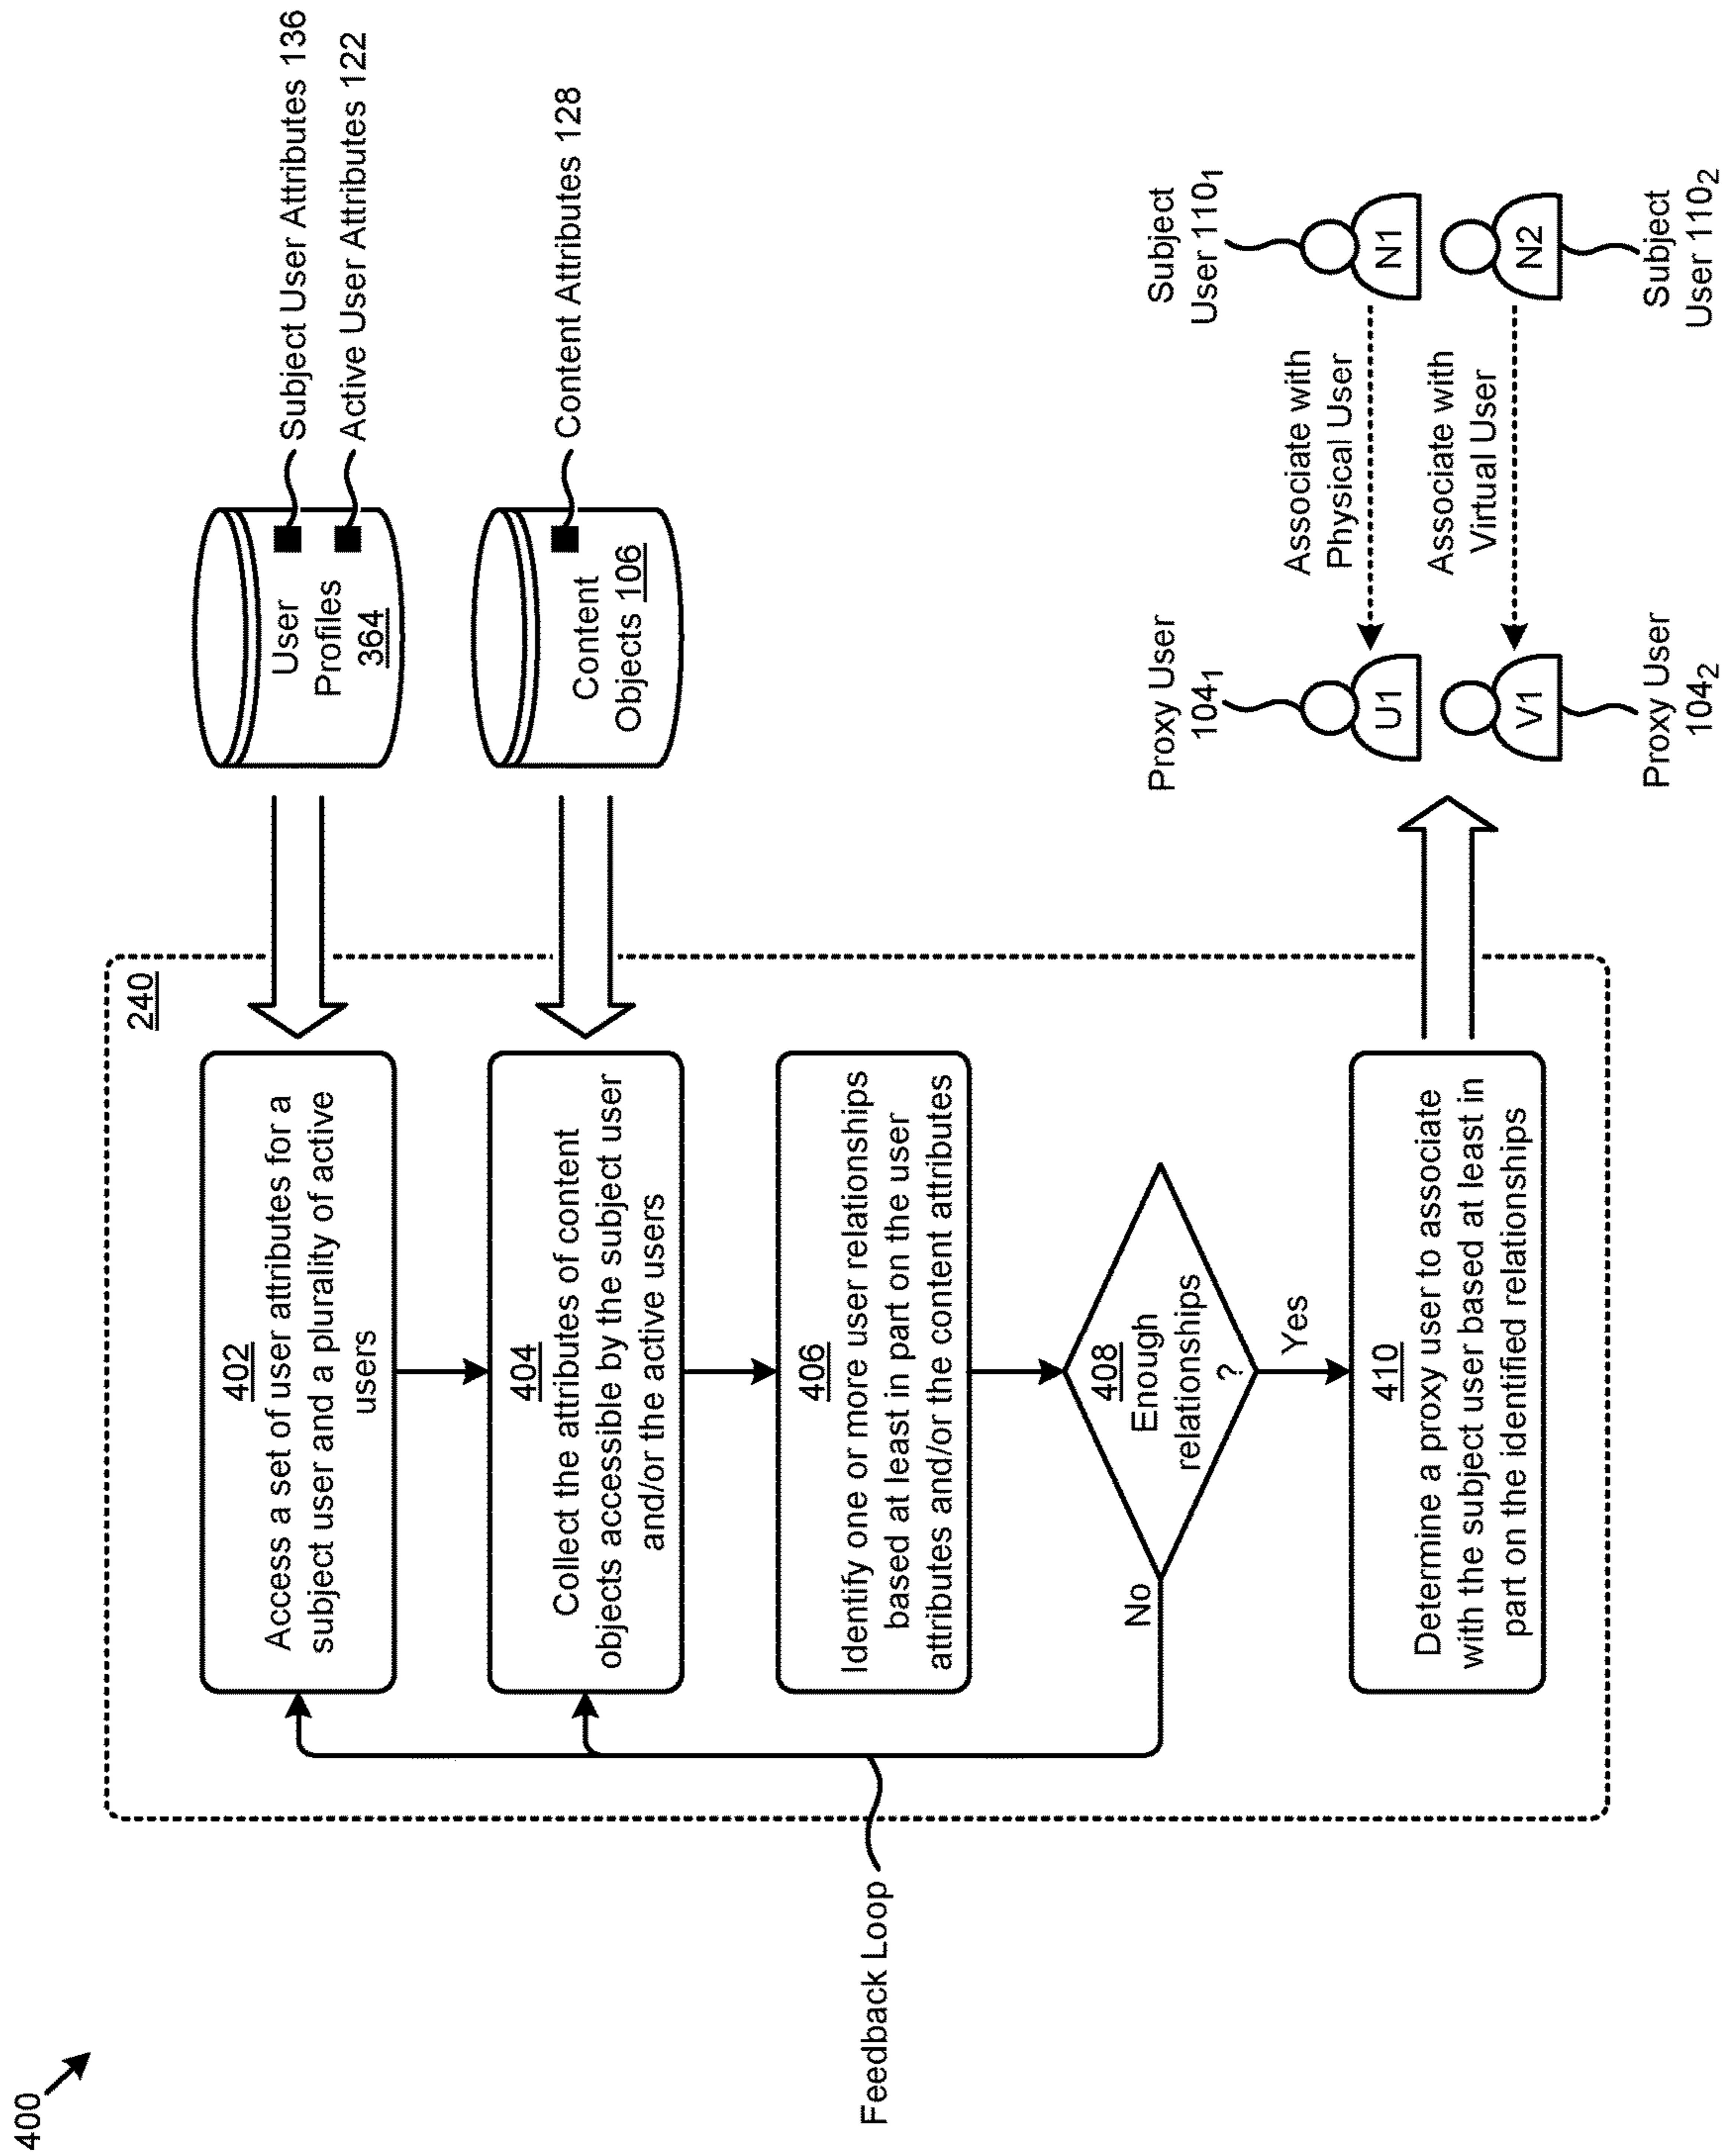 400
240
402
Access a set of user attributes for a
subject user and a plurality of active
users
404
Collect the attributes of content
objects accessible by the subject user
and/or the active users
406
Identify one or more user relationships
based at least in part on the user
attributes and/or the content attributes
408
Enough
relationships
?
No
Yes
410
Determine a proxy user to associate
with the subject user based at least in
part on the identified relationships
Feedback Loop
User
Profiles
364
Subject User Attributes 136
Active User Attributes 122
Content
Objects 106
Content Attributes 128
Proxy User
104₁
U1
Associate with
Physical User
Subject
User 110₁
N1
V1
Associate with
Virtual User
N2
Proxy User
104₂
Subject
User 110₂